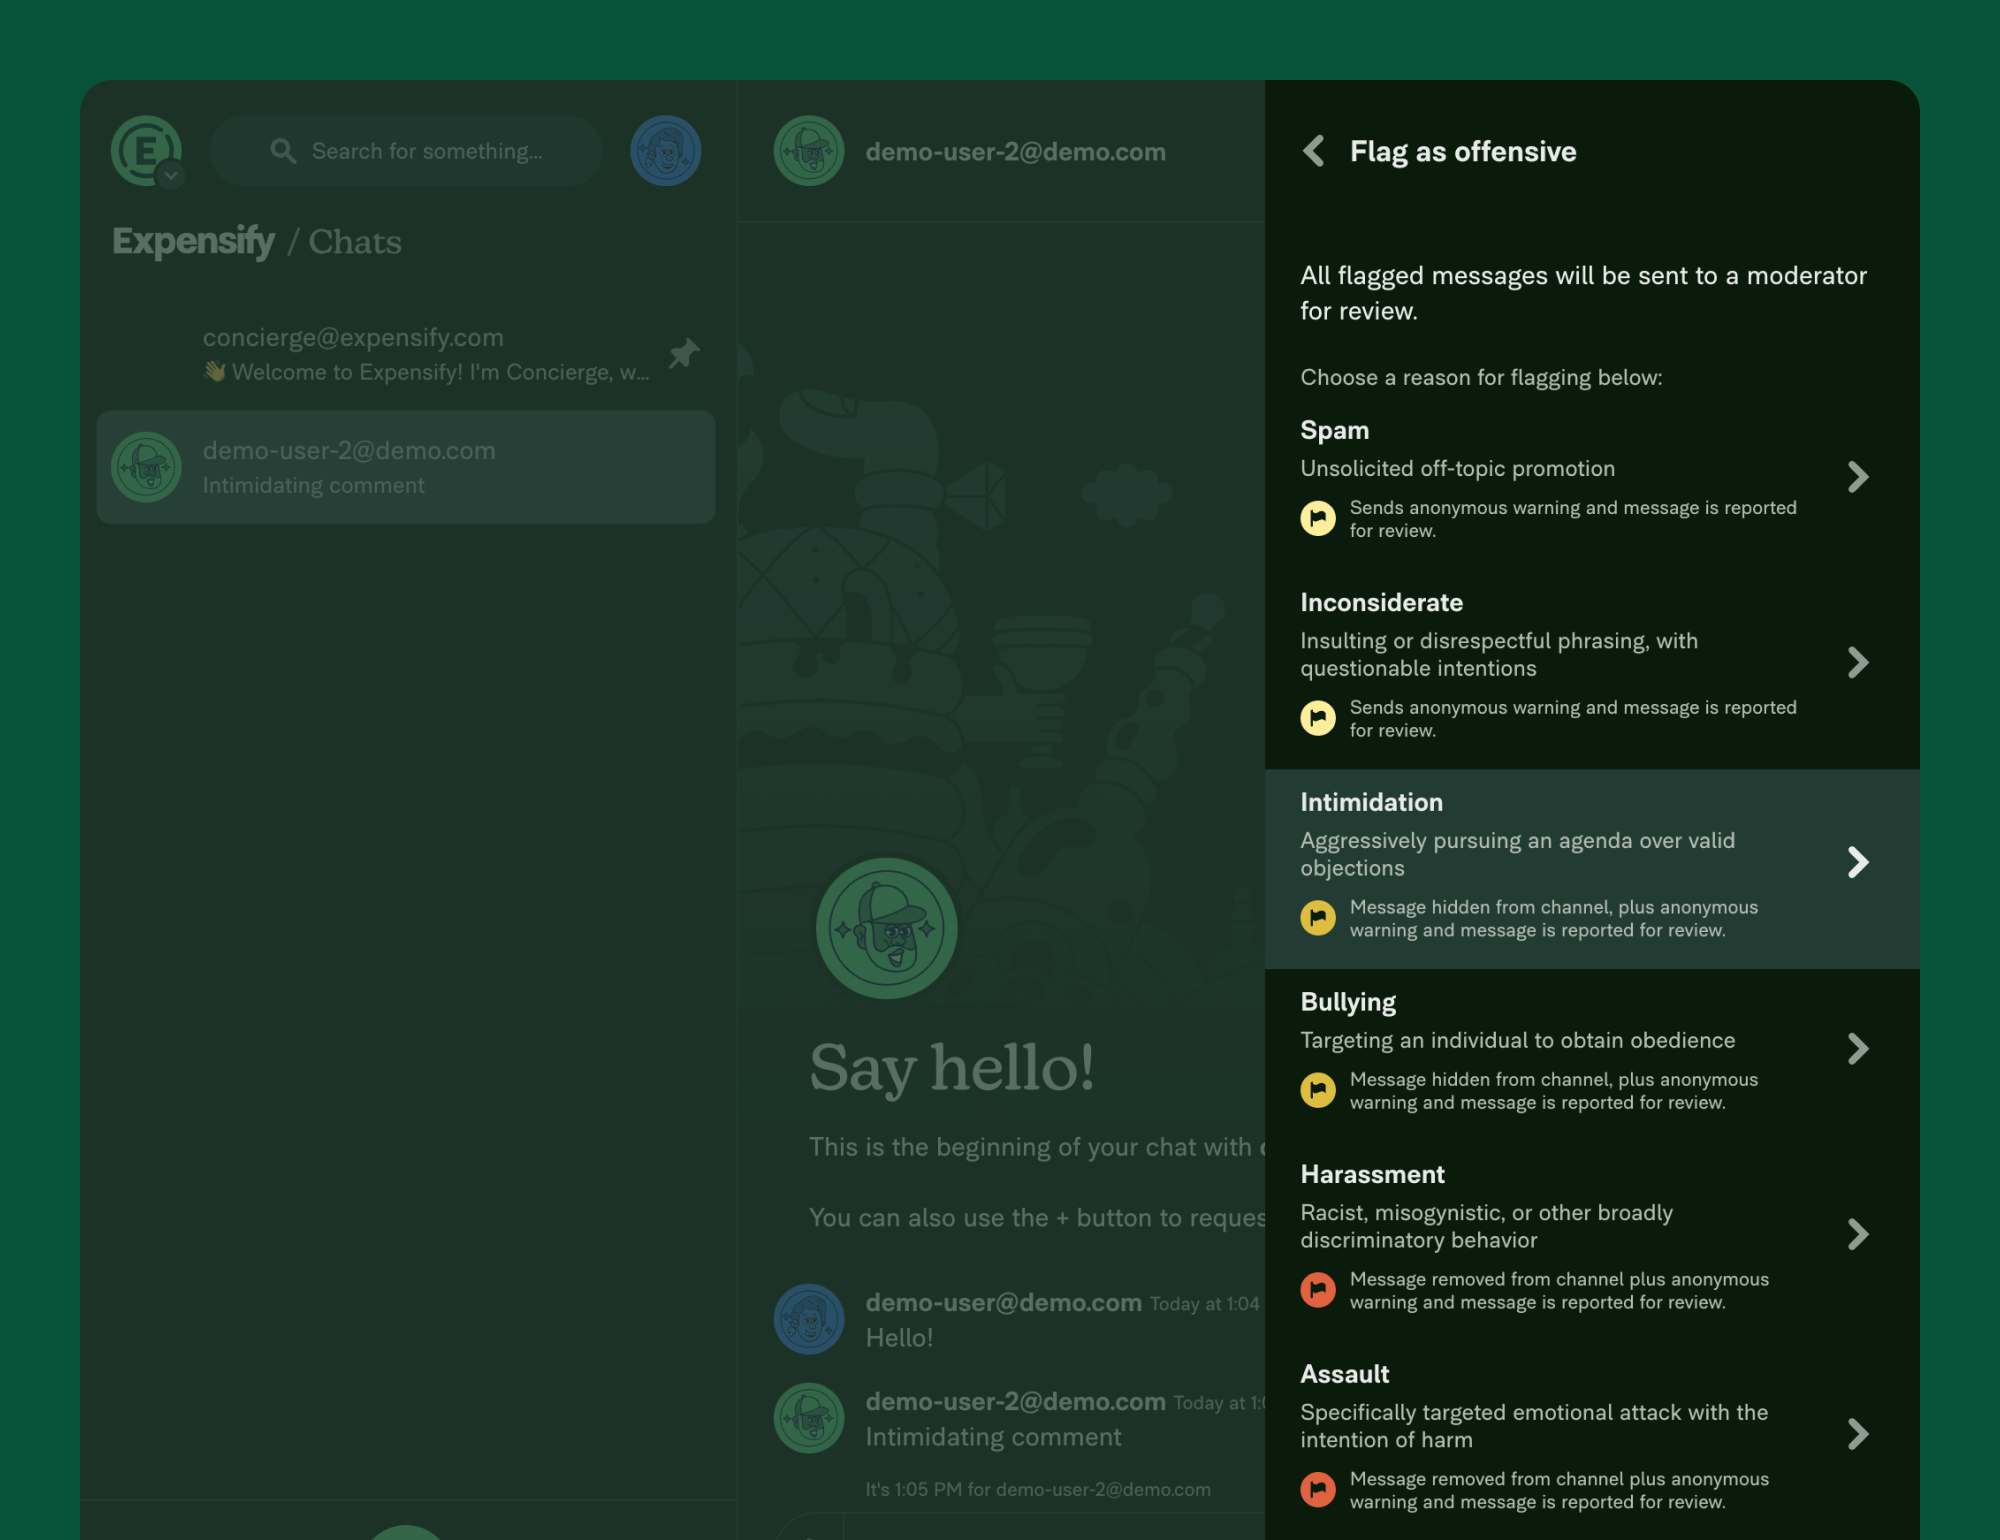 Search for something...
Expensify / Chats
concierge@expensify.com
👋 Welcome to Expensify! I'm Concierge, w...
demo-user-2@demo.com
Intimidating comment
demo-user-2@demo.com
Say hello!
This is the beginning of your chat with
You can also use the + button to reques
demo-user@demo.com Today at 1:04
Hello!
demo-user-2@demo.com Today at 1:0
Intimidating comment
It's 1:05 PM for demo-user-2@demo.com
Flag as offensive
All flagged messages will be sent to a moderator
for review.
Choose a reason for flagging below:
Spam
Unsolicited off-topic promotion
Sends anonymous warning and message is reported
for review.
Inconsiderate
Insulting or disrespectful phrasing, with
questionable intentions
Sends anonymous warning and message is reported
for review.
Intimidation
Aggressively pursuing an agenda over valid
objections
Message hidden from channel, plus anonymous
warning and message is reported for review.
Bullying
Targeting an individual to obtain obedience
Message hidden from channel, plus anonymous
warning and message is reported for review.
Harassment
Racist, misogynistic, or other broadly
discriminatory behavior
Message removed from channel plus anonymous
warning and message is reported for review.
Assault
Specifically targeted emotional attack with the
intention of harm
Message removed from channel plus anonymous
warning and message is reported for review.